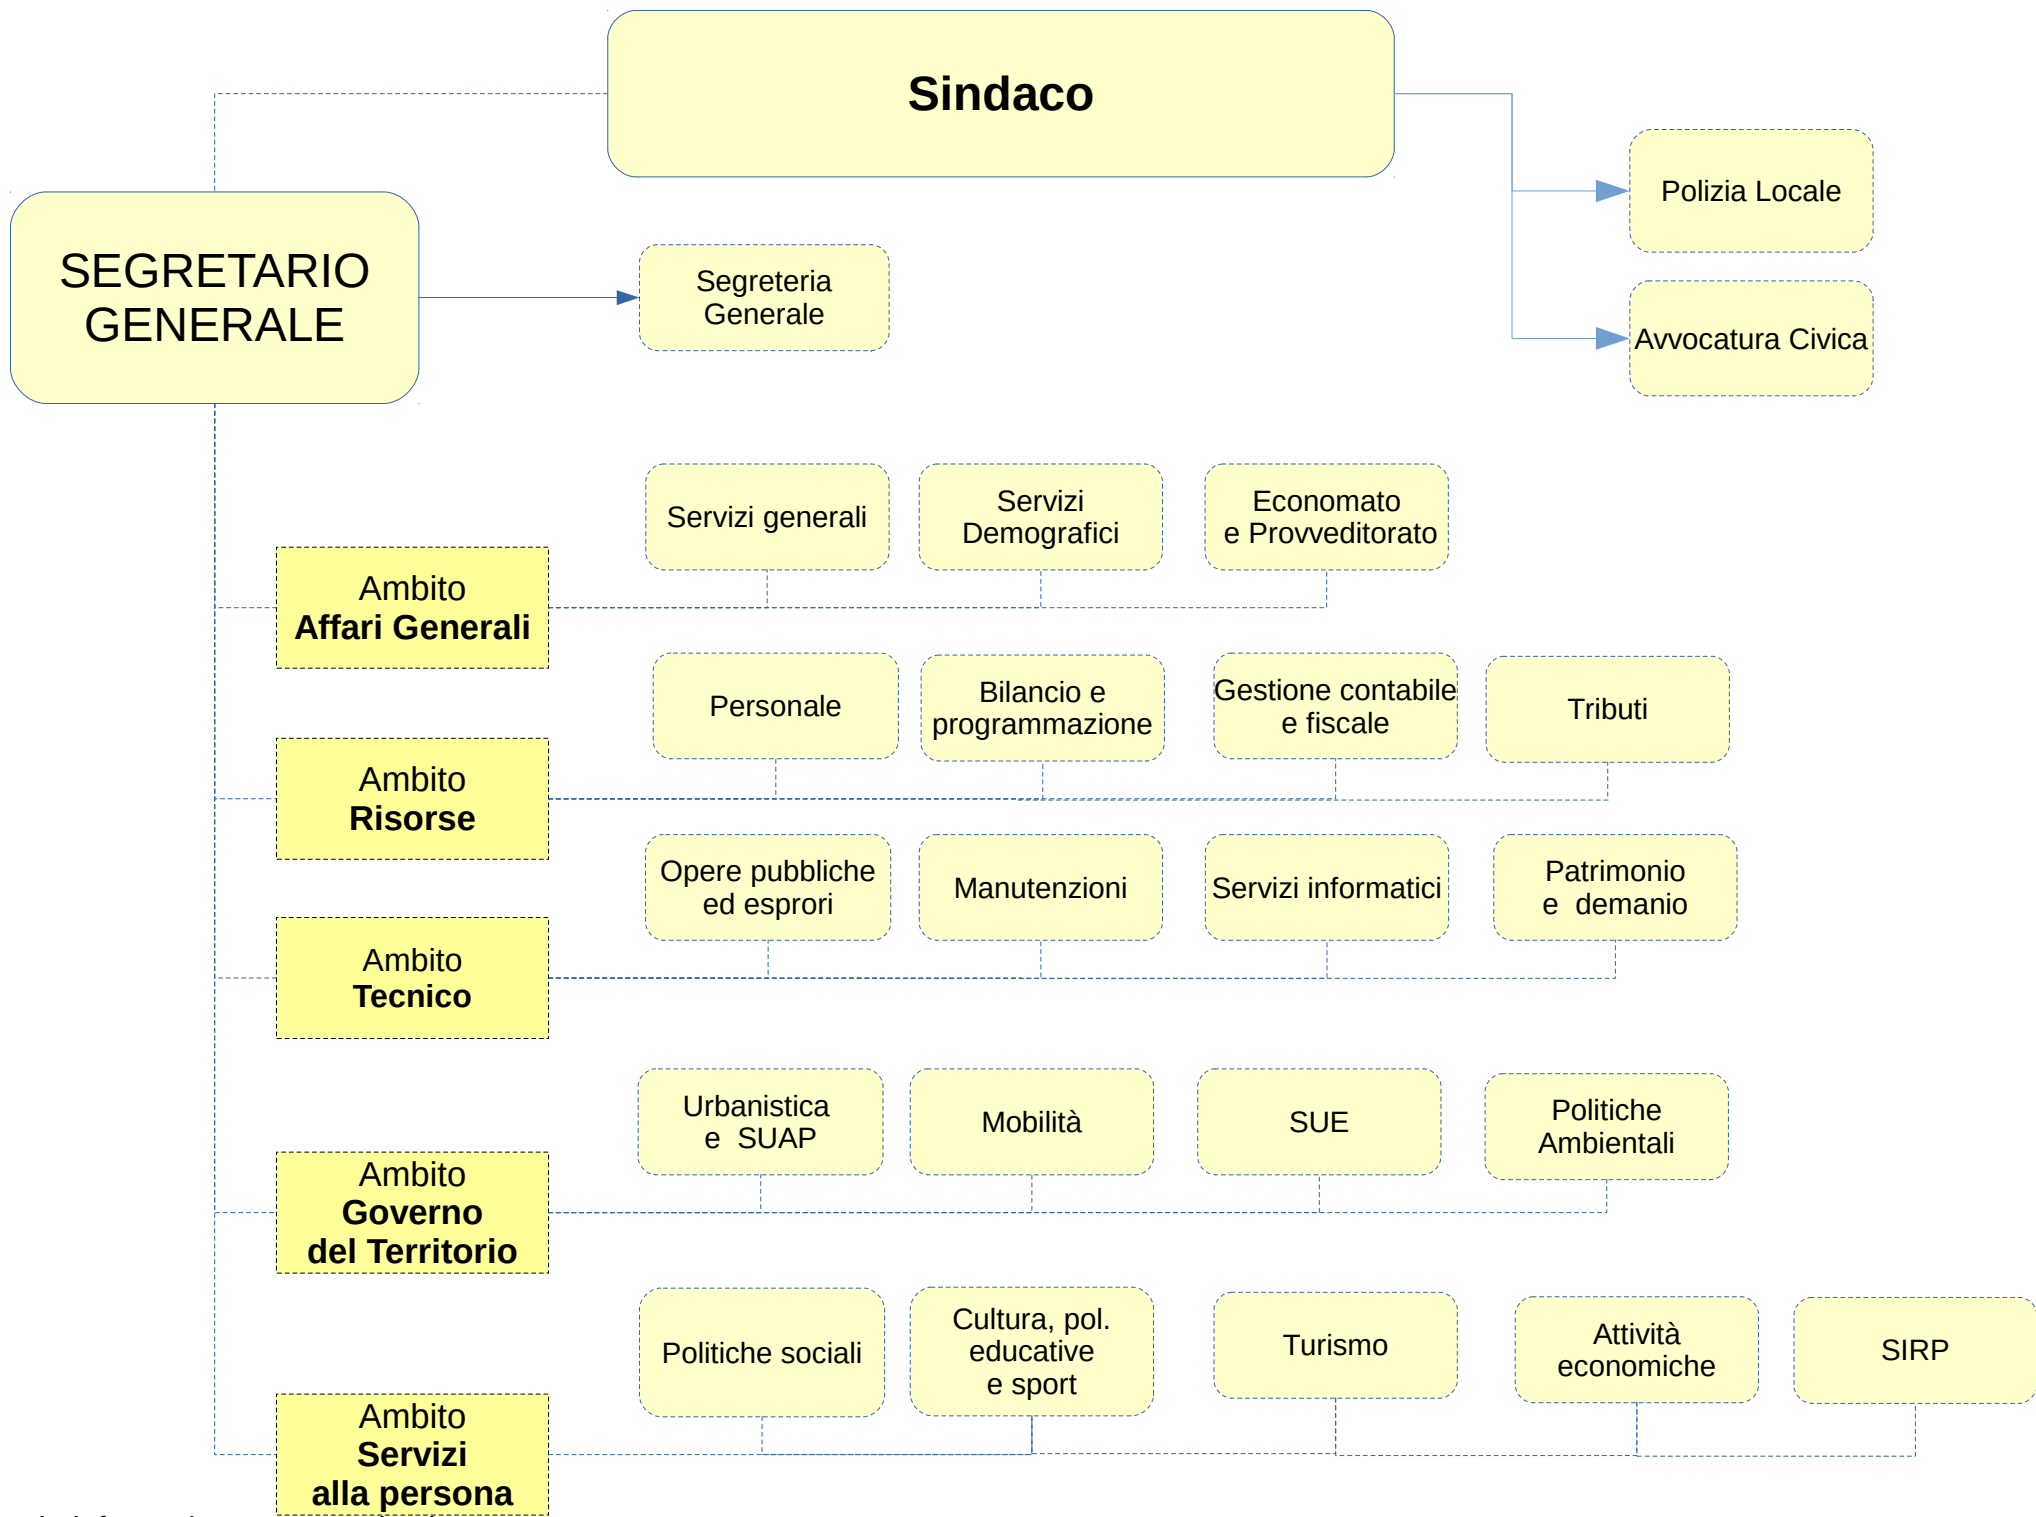 Sindaco
Polizia Locale
SEGRETARIO
GENERALE
Segreteria
Generale
Avvocatura Civica
Servizi generali
Servizi
Demografici
Economato
e Provveditorato
Ambito
Affari Generali
Personale
Bilancio e
programmazione
Gestione contabile
e fiscale
Tributi
Ambito
Risorse
Opere pubbliche
ed esprori
Manutenzioni
Servizi informatici
Patrimonio
e  demanio
Ambito
Tecnico
Urbanistica
e  SUAP
Mobilità
SUE
Politiche
Ambientali
Ambito
Governo
del Territorio
Politiche sociali
Cultura, pol.
educative
e sport
Turismo
Attività
economiche
SIRP
Ambito
Servizi
alla persona